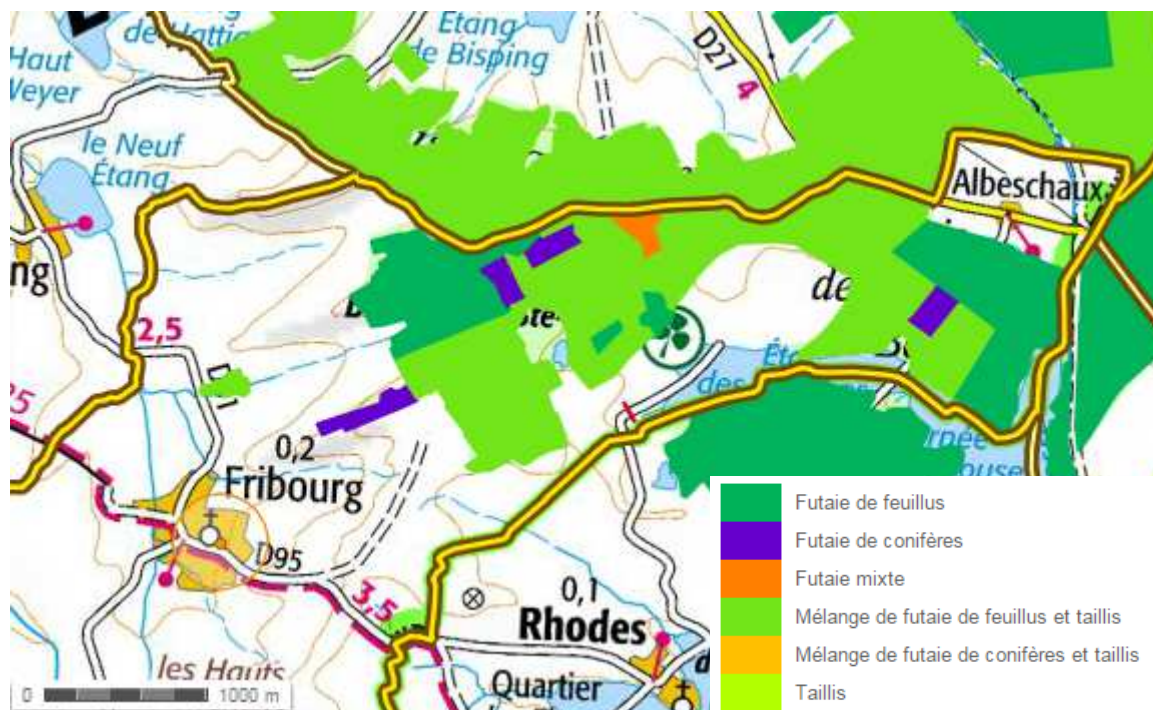 Étang
de Bisping
D27
4
Haut
Weyer
le Neuf
Étang
Albeschaux
ng
2,5
de
des
0,2
Fribourg
D95
3,5
0,1
Rhodes
les Hauts
Quartier
0
1000 m
Futaie de feuillus
Futaie de conifères
Futaie mixte
Mélange de futaie de feuillus et taillis
Mélange de futaie de conifères et taillis
Taillis